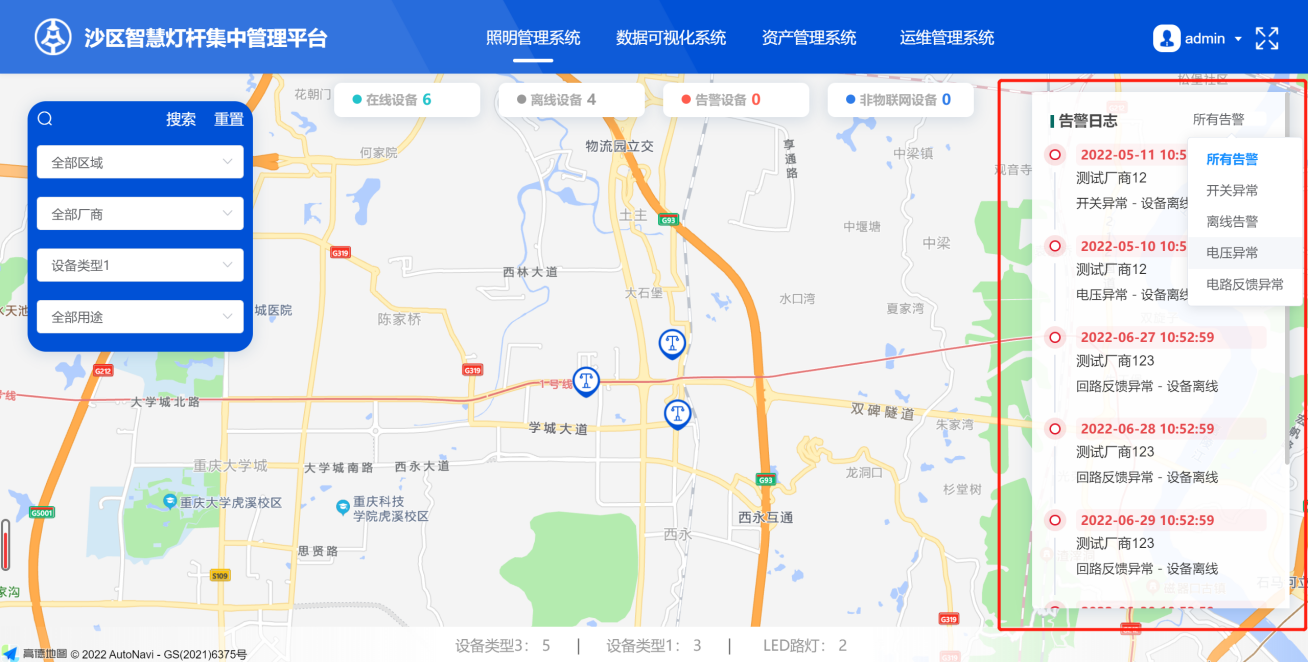 沙区智慧灯杆集中管理平台
照明管理系统 数据可视化系统 资产管理系统 运维管理系统
admin
搜索 重置
全部区域
全部厂商
设备类型1
全部用途
在线设备 6
离线设备 4
告警设备 0
非物联网设备 0
花朝门
何家院
物流园立交
享通路
中梁镇
观音寺
松堡社区
土主
G93
中堰塘
中梁
G319
西林大道
大石堡
水口湾
夏家湾
城医院
陈家桥
G212
G319
1号线
号线
大学城北路
双碑隧道
朱家湾
学城大道
重庆大学城
大学城南路
西永大道
龙洞口
G93
杉堂树
重庆大学虎溪校区
重庆科技
学院虎溪校区
G5001
西永互通
西永
思贤路
S109
家沟
G319
告警日志
所有告警
所有告警
开关异常
离线告警
电压异常
电路反馈异常
2022-05-11 10:5
测试厂商12
开关异常 - 设备离线
2022-05-10 10:5
测试厂商12
电压异常 - 设备离线
2022-06-27 10:52:59
测试厂商123
回路反馈异常 - 设备离线
2022-06-28 10:52:59
测试厂商123
回路反馈异常 - 设备离线
2022-06-29 10:52:59
测试厂商123
回路反馈异常 - 设备离线
设备类型3: 5 | 设备类型1: 3 | LED路灯: 2
高德地图 © 2022 AutoNavi - GS(2021)6375号